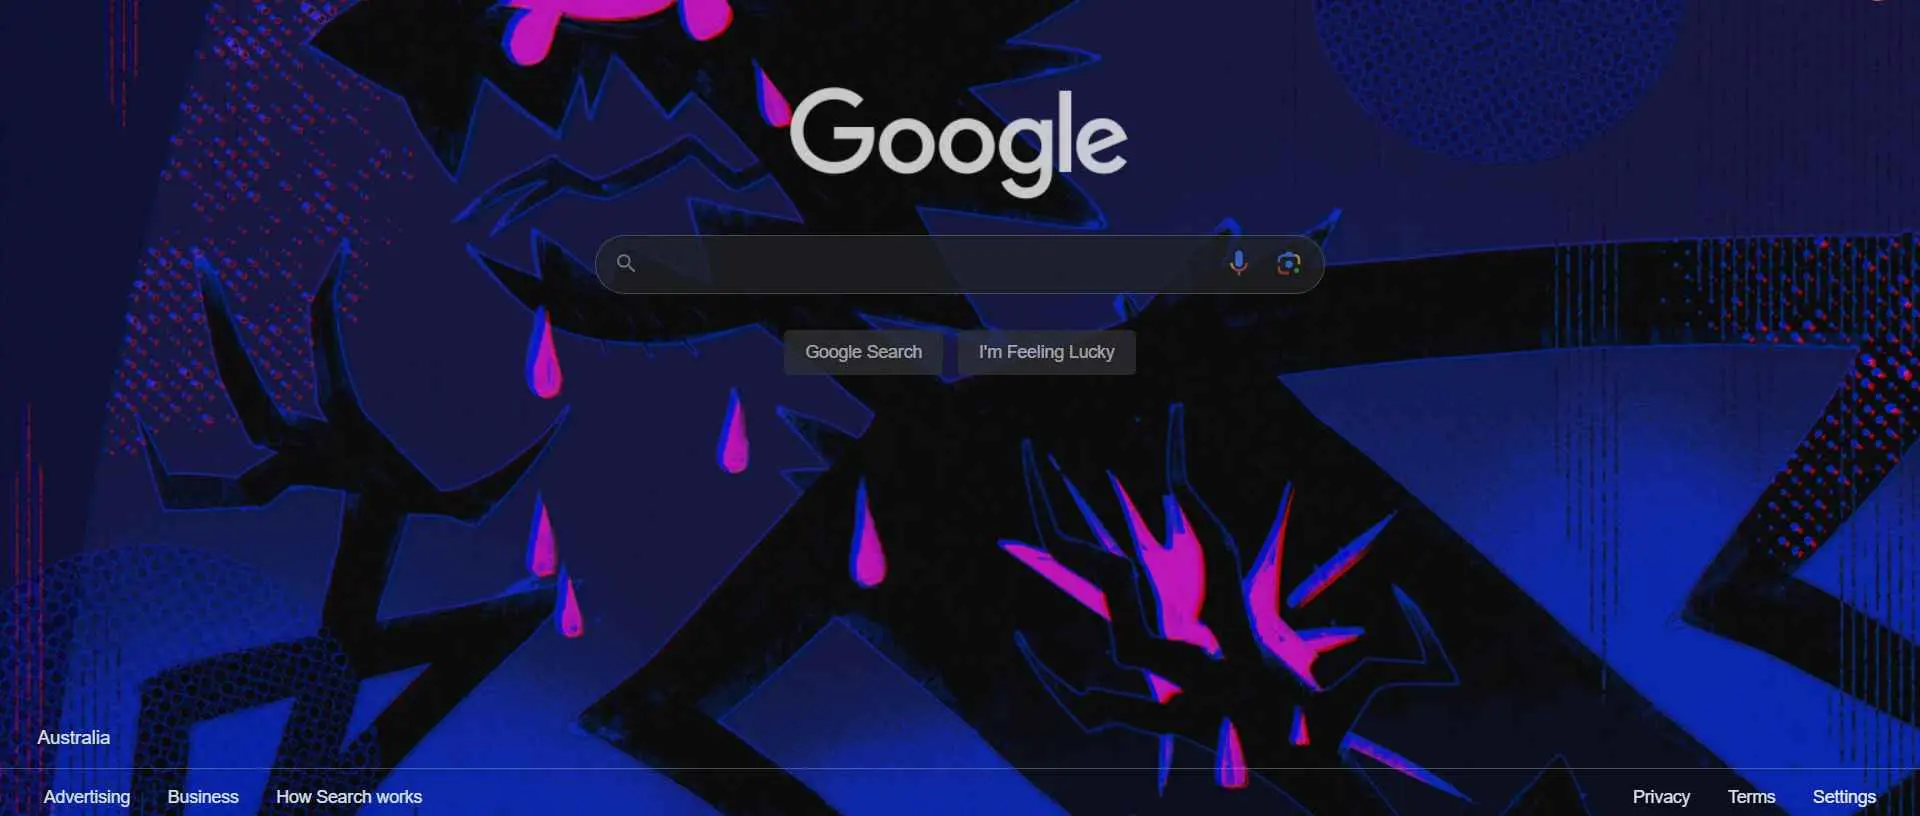 Google
Google Search
I'm Feeling Lucky
Australia
Advertising
Business
How Search works
Privacy
Terms
Settings